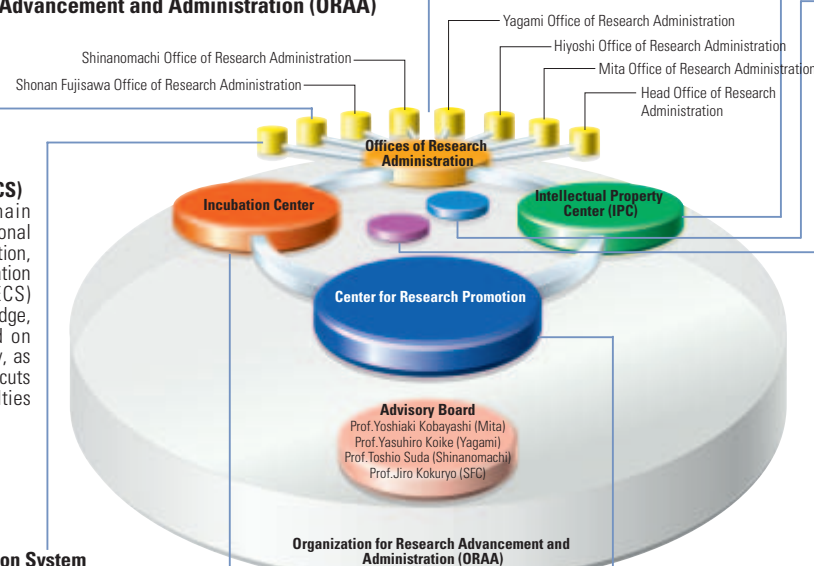 Advancement and Administration (ORAA)
Yagami Office of Research Administration
Hiyoshi Office of Research Administration
Shinanomachi Office of Research Administration
Mita Office of Research Administration
Shonan Fujisawa Office of Research Administration
Head Office of Research
Administration
Offices of Research
Administration
CS)
main
onal
tion,
ation
ECS)
dge,
d on
y, as
cuts
lties
Incubation Center
Intellectual Property
Center (IPC)
Center for Research Promotion
Advisory Board
Prof.Yoshiaki Kobayashi (Mita)
Prof.Yasuhiro Koike (Yagami)
Prof.Toshio Suda (Shinanomachi)
Prof.Jiro Kokuryo (SFC)
Organization for Research Advancement and
Administration (ORAA)
on System